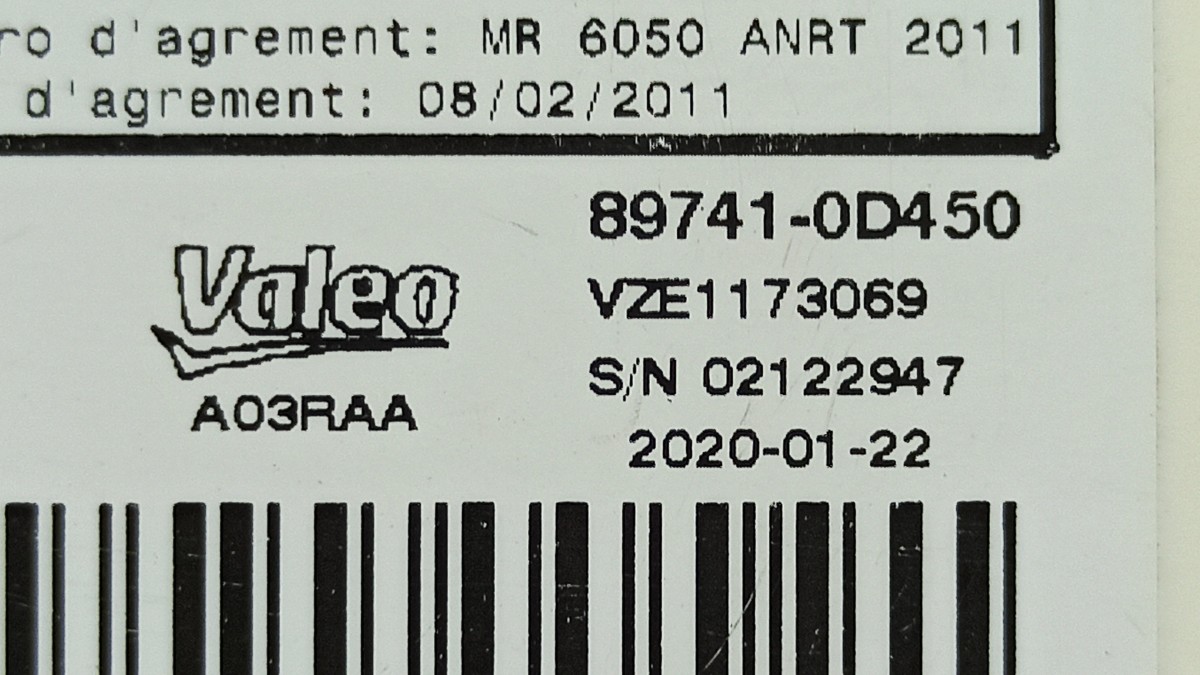 ro d'agrement: MR 6050 ANRT 2011
d'agrement: 08/02/2011
89741-0D450
Valeo
VZE1173069
S/N 02122947
A03RAA
2020-01-22